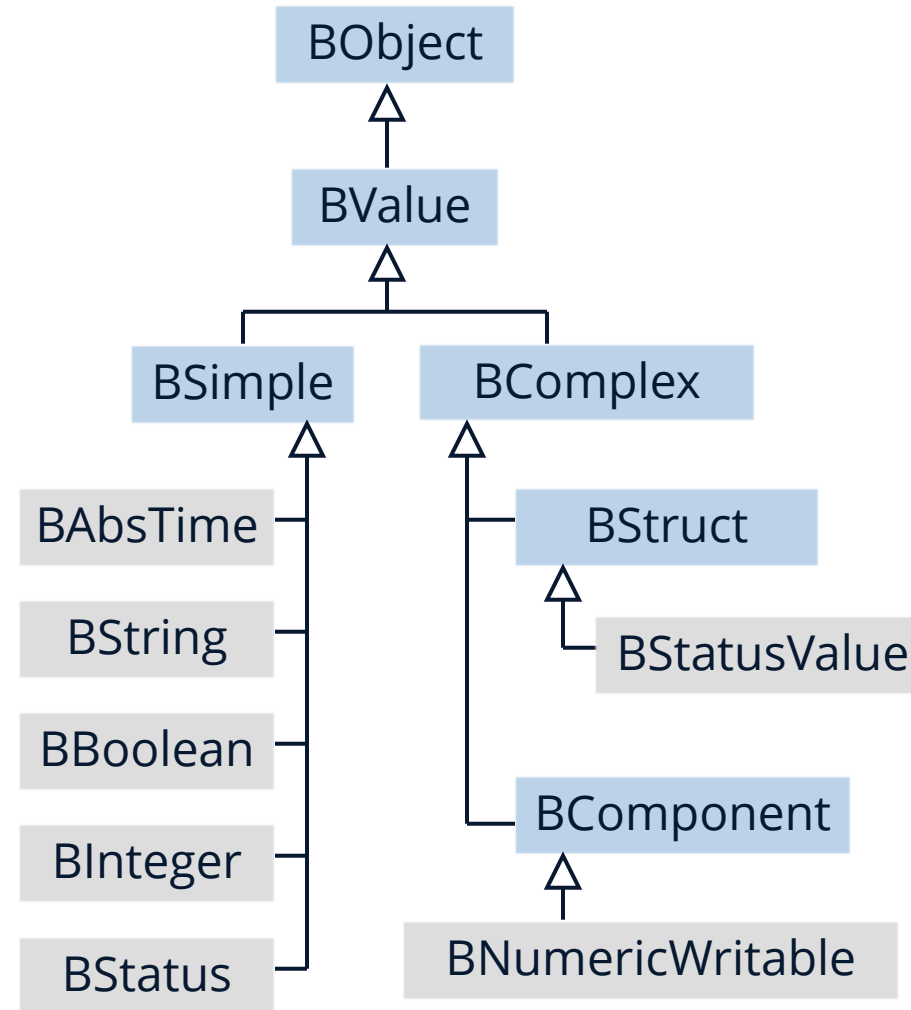 BObject
BValue
BSimple
BComplex
BAbsTime
BStruct
BString
BStatusValue
BBoolean
BComponent
BInteger
BNumericWritable
BStatus